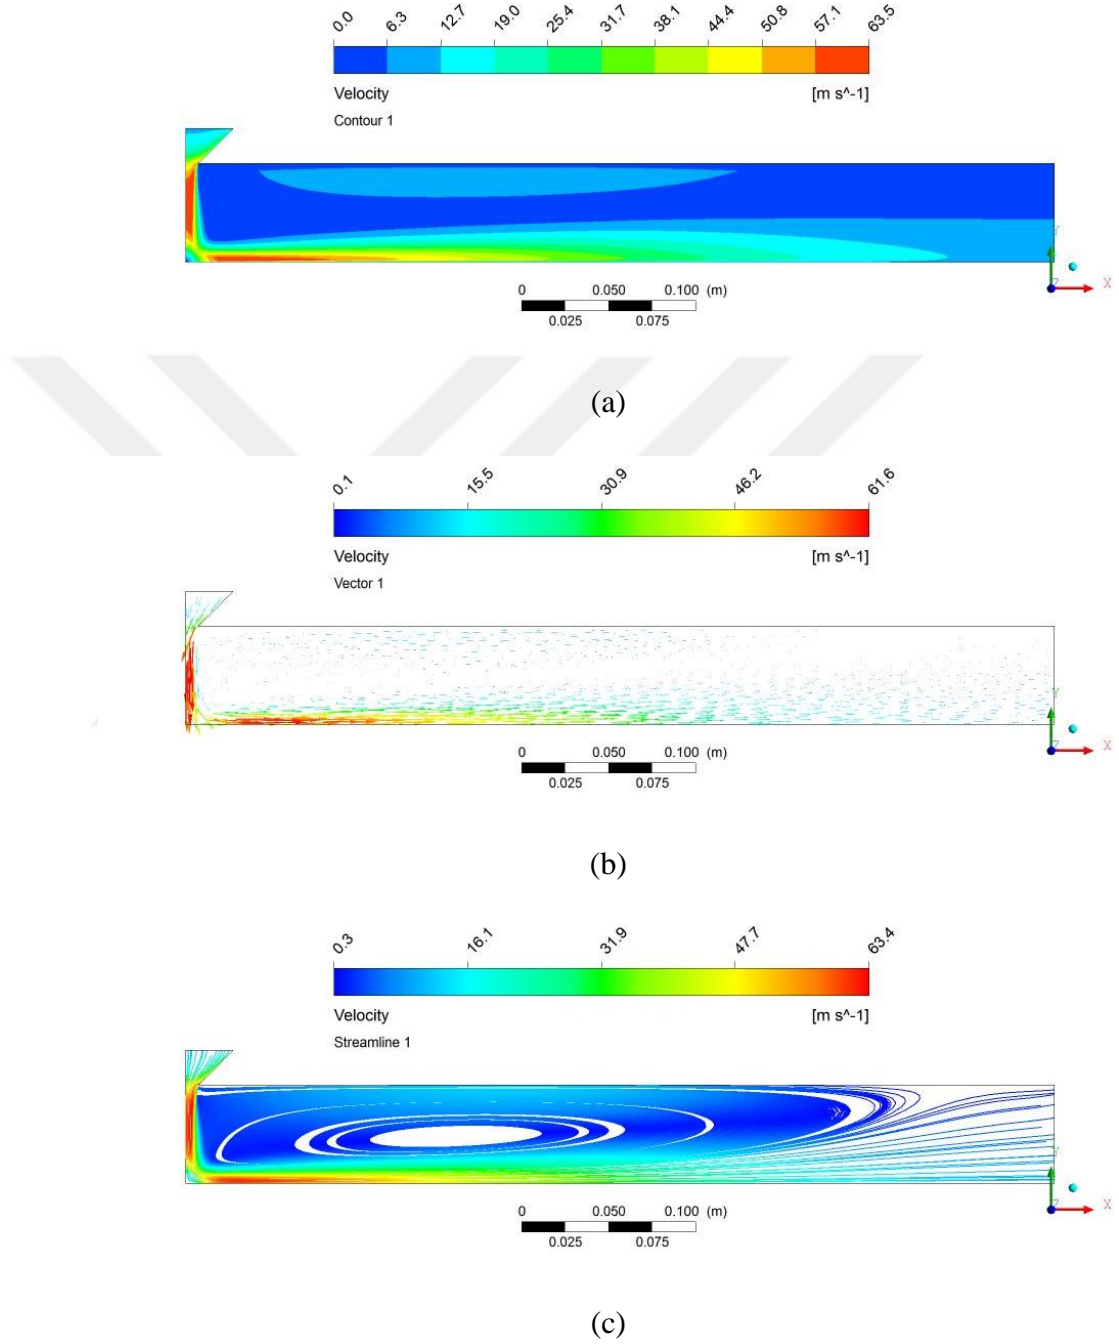 0.0 6.3 12.7 19.0 25.4 31.7 38.1 44.4 50.8 57.1 63.5
Velocity [m s^-1]
Contour 1
Y
Z X
0 0.050 0.100 (m)
0.025 0.075
(a)
0.1 15.5 30.9 46.2 61.6
Velocity [m s^-1]
Vector 1
Y
Z X
0 0.050 0.100 (m)
0.025 0.075
(b)
0.3 16.1 31.9 47.7 63.4
Velocity [m s^-1]
Streamline 1
Y
Z X
0 0.050 0.100 (m)
0.025 0.075
(c)